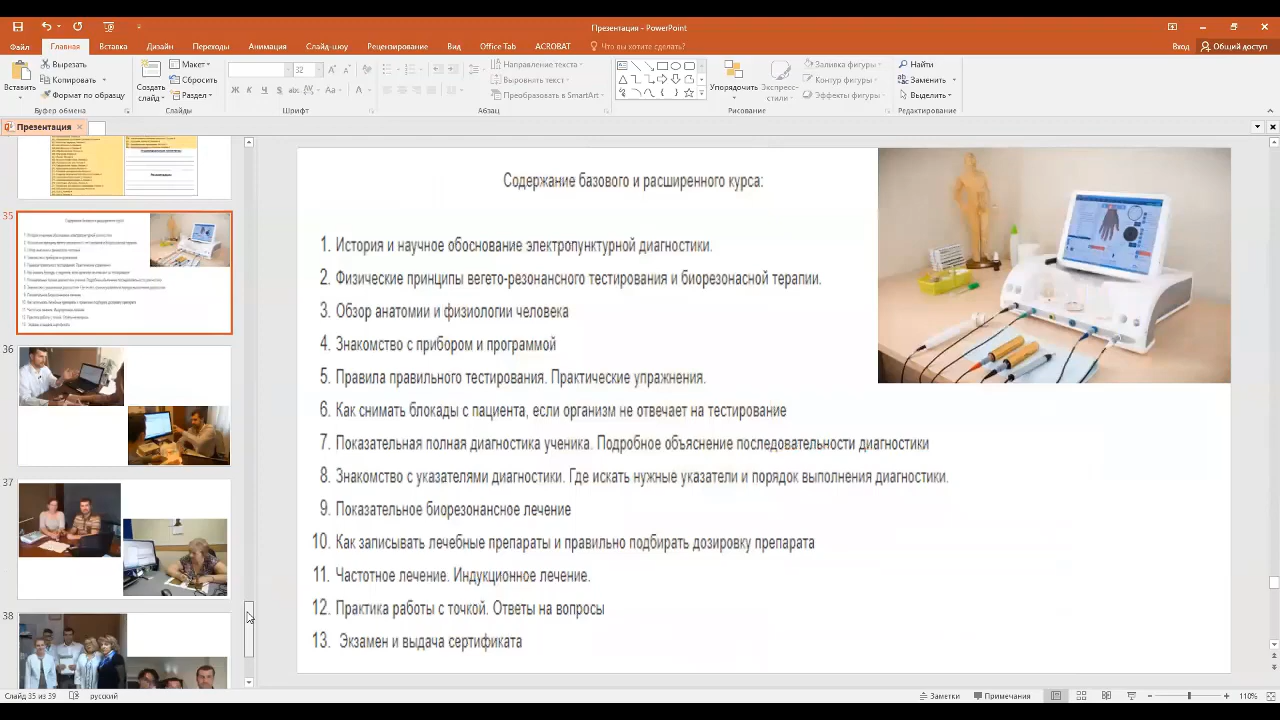 Презентация - PowerPoint
Файл Главная Вставка Дизайн Переходы Анимация Слайд-шоу Рецензирование Вид Office Tab ACROBAT Что вы хотите сделать? Вход Общий доступ
Вставить
Вырезать
Копировать
Формат по образцу
Буфер обмена
Создать слайд
Макет
Сбросить
Раздел
Слайды
32
Шрифт
Направление текста
Выровнять текст
Преобразовать в SmartArt
Абзац
Упорядочить
Экспресс-стили
Заливка фигуры
Контур фигуры
Эффекты фигуры
Рисование
Найти
Заменить
Выделить
Редактирование
Презентация
35
36
37
38
Содержание базового и расширенного курса:
1. История и научное обоснование электропунктурной диагностики.
2. Физические принципы вегето-резонансного тестирования и биорезонасной терапии.
3. Обзор анатомии и физиологии человека
4. Знакомство с прибором и программой
5. Правила правильного тестирования. Практические упражнения.
6. Как снимать блокады с пациента, если организм не отвечает на тестирование
7. Показательная полная диагностика ученика. Подробное объяснение последовательности диагностики
8. Знакомство с указателями диагностики. Где искать нужные указатели и порядок выполнения диагностики.
9. Показательное биорезонансное лечение
10. Как записывать лечебные препараты и правильно подбирать дозировку препарата
11. Частотное лечение. Индукционное лечение.
12. Практика работы с точкой. Ответы на вопросы
13. Экзамен и выдача сертификата
Слайд 35 из 39 русский Заметки Примечания 110%